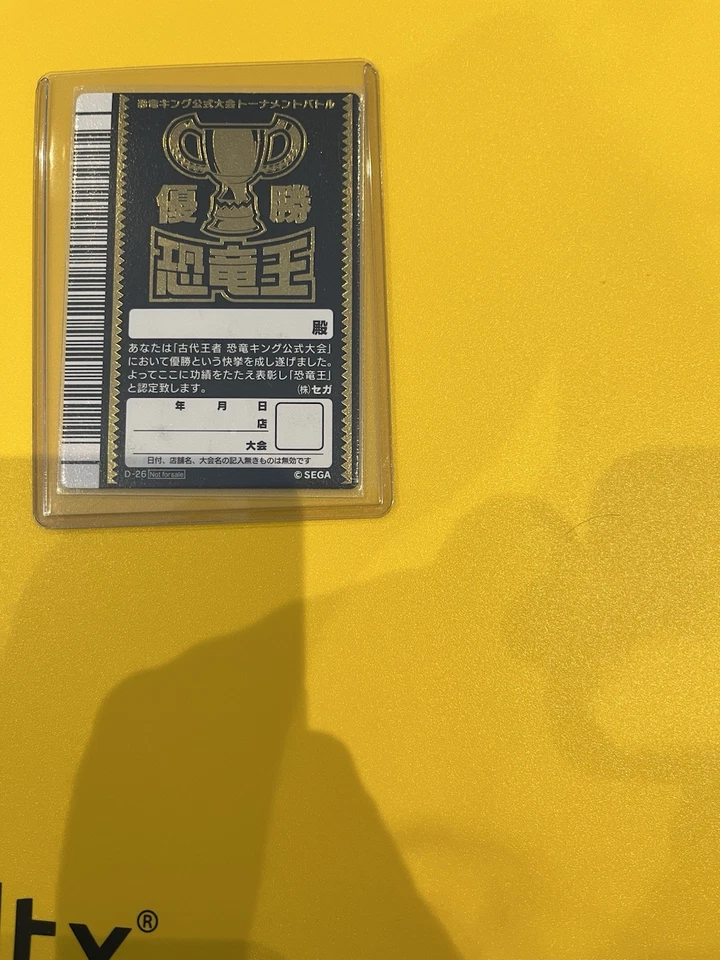 恐竜キング公式大会トーナメントバトル
優勝
恐竜王
殿
あなたは「古代王者 恐竜キング公式大会」
において優勝という快挙を成し遂げました。
よってここに功績をたたえ表彰し「恐竜王」
と認定致します。 (株)セガ
年 月 日
店
大会
日付、店舗名、大会名の記入無きものは無効です
D-26 Not for sale ©SEGA
ltx®